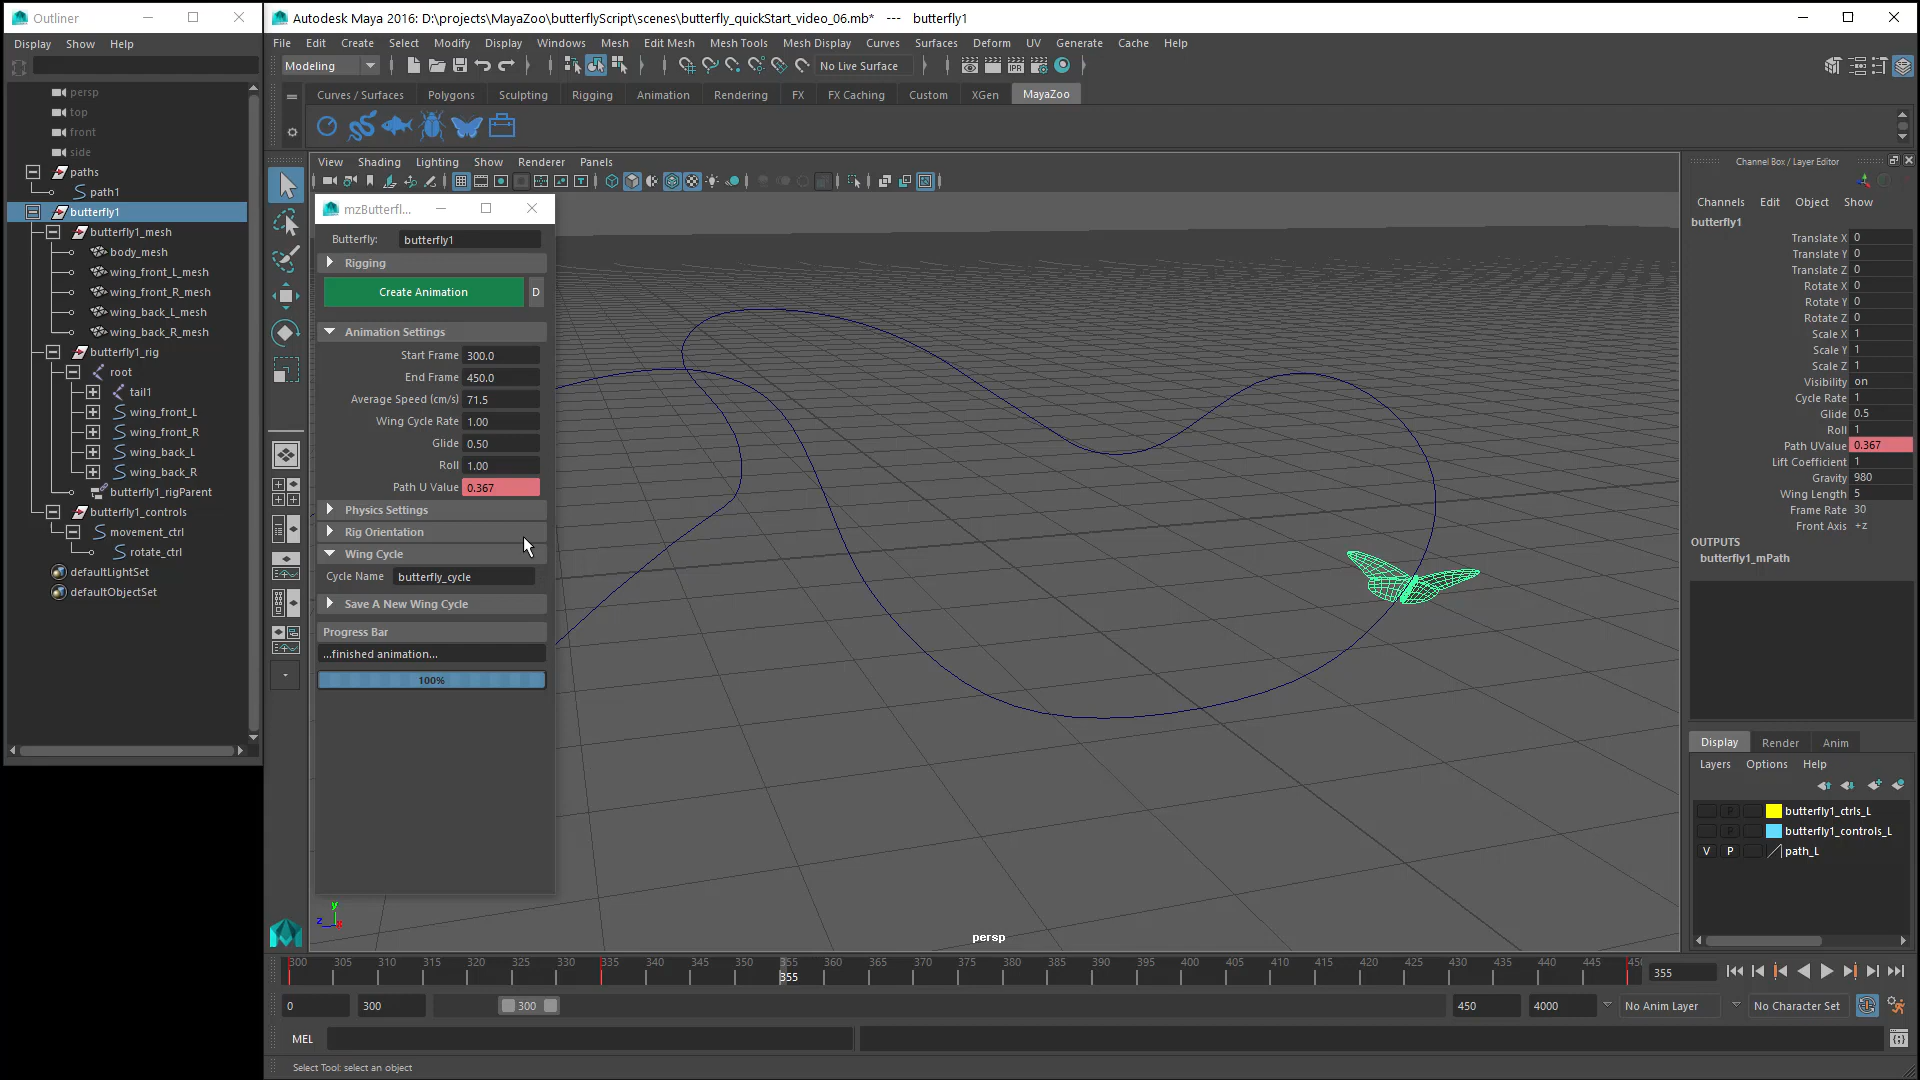 Outliner
Display Show Help
persp
top
front
side
paths
path1
butterfly1
butterfly1_mesh
body_mesh
wing_front_L_mesh
wing_front_R_mesh
wing_back_L_mesh
wing_back_R_mesh
butterfly1_rig
root
tail1
wing_front_L
wing_front_R
wing_back_L
wing_back_R
butterfly1_rigParent
butterfly1_controls
movement_ctrl
rotate_ctrl
defaultLightSet
defaultObjectSet
Autodesk Maya 2016: D:\projects\MayaZoo\butterflyScript\scenes\butterfly_quickStart_video_06.mb* --- butterfly1
File Edit Create Select Modify Display Windows Mesh Edit Mesh Mesh Tools Mesh Display Curves Surfaces Deform UV Generate Cache Help
Modeling
No Live Surface
IPR
Curves / Surfaces Polygons Sculpting Rigging Animation Rendering FX FX Caching Custom XGen MayaZoo
View Shading Lighting Show Renderer Panels
mzButterfl...
Butterfly: butterfly1
Rigging
Create Animation D
Animation Settings
Start Frame 300.0
End Frame 450.0
Average Speed (cm/s) 71.5
Wing Cycle Rate 1.00
Glide 0.50
Roll 1.00
Path U Value 0.367
Physics Settings
Rig Orientation
Wing Cycle
Cycle Name butterfly_cycle
Save A New Wing Cycle
Progress Bar
...finished animation...
100%
y
z x
persp
Channel Box / Layer Editor
Channels Edit Object Show
butterfly1
Translate X 0
Translate Y 0
Translate Z 0
Rotate X 0
Rotate Y 0
Rotate Z 0
Scale X 1
Scale Y 1
Scale Z 1
Visibility on
Cycle Rate 1
Glide 0.5
Roll 1
Path UValue 0.367
Lift Coefficient 1
Gravity 980
Wing Length 5
Frame Rate 30
Front Axis +z
OUTPUTS
butterfly1_mPath
Display Render Anim
Layers Options Help
P butterfly1_ctrls_L
P butterfly1_controls_L
V P path_L
300 305 310 315 320 325 330 335 340 345 350 355 360 365 370 375 380 385 390 395 400 405 410 415 420 425 430 435 440 445 450
355
355
0 300 300 450 4000 No Anim Layer No Character Set
MEL
Select Tool: select an object